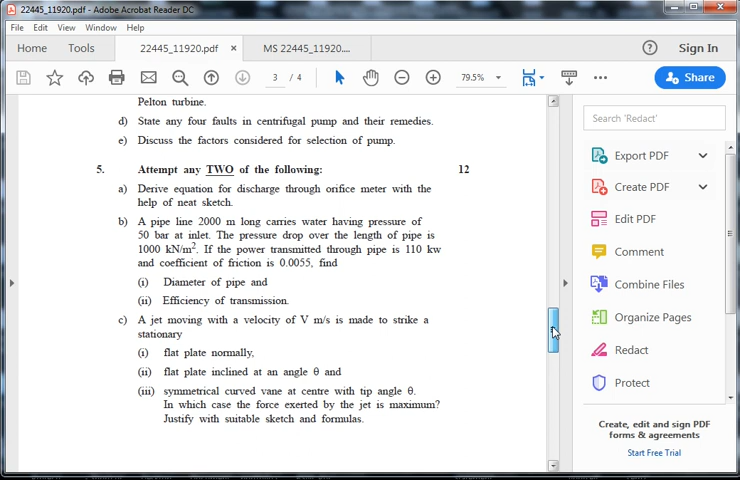 22445_11920.pdf - Adobe Acrobat Reader DC
File Edit View Window Help
Home Tools 22445_11920.pdf × MS 22445_11920.... ? Sign In
3 / 4 79.5% Share
Pelton turbine.
d) State any four faults in centrifugal pump and their remedies.
e) Discuss the factors considered for selection of pump.
5. Attempt any TWO of the following: 12
a) Derive equation for discharge through orifice meter with the
help of neat sketch.
b) A pipe line 2000 m long carries water having pressure of
50 bar at inlet. The pressure drop over the length of pipe is
1000 kN/m². If the power transmitted through pipe is 110 kw
and coefficient of friction is 0.0055, find
(i) Diameter of pipe and
(ii) Efficiency of transmission.
c) A jet moving with a velocity of V m/s is made to strike a
stationary
(i) flat plate normally,
(ii) flat plate inclined at an angle θ and
(iii) symmetrical curved vane at centre with tip angle θ.
In which case the force exerted by the jet is maximum?
Justify with suitable sketch and formulas.
Search 'Redact'
Export PDF
Create PDF
Edit PDF
Comment
Combine Files
Organize Pages
Redact
Protect
Create, edit and sign PDF
forms & agreements
Start Free Trial